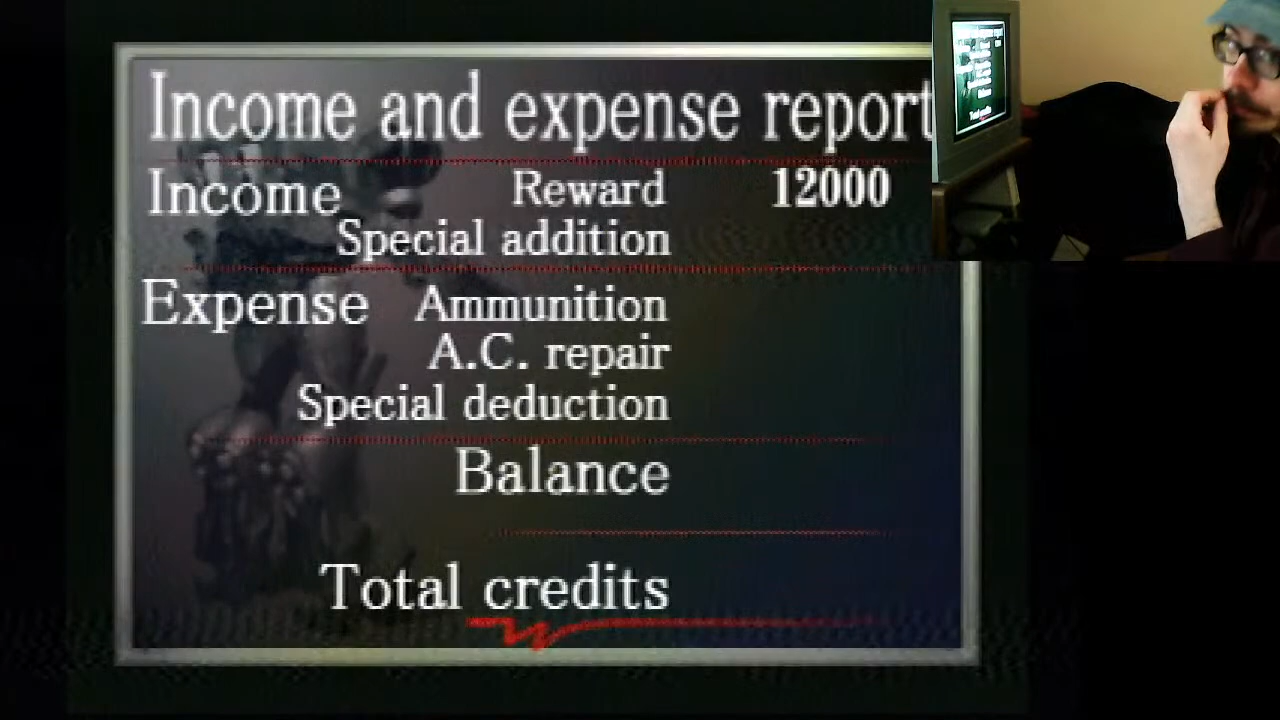 Income and expense report
Income Reward 12000
Special addition
Expense Ammunition
A.C. repair
Special deduction
Balance
Total credits